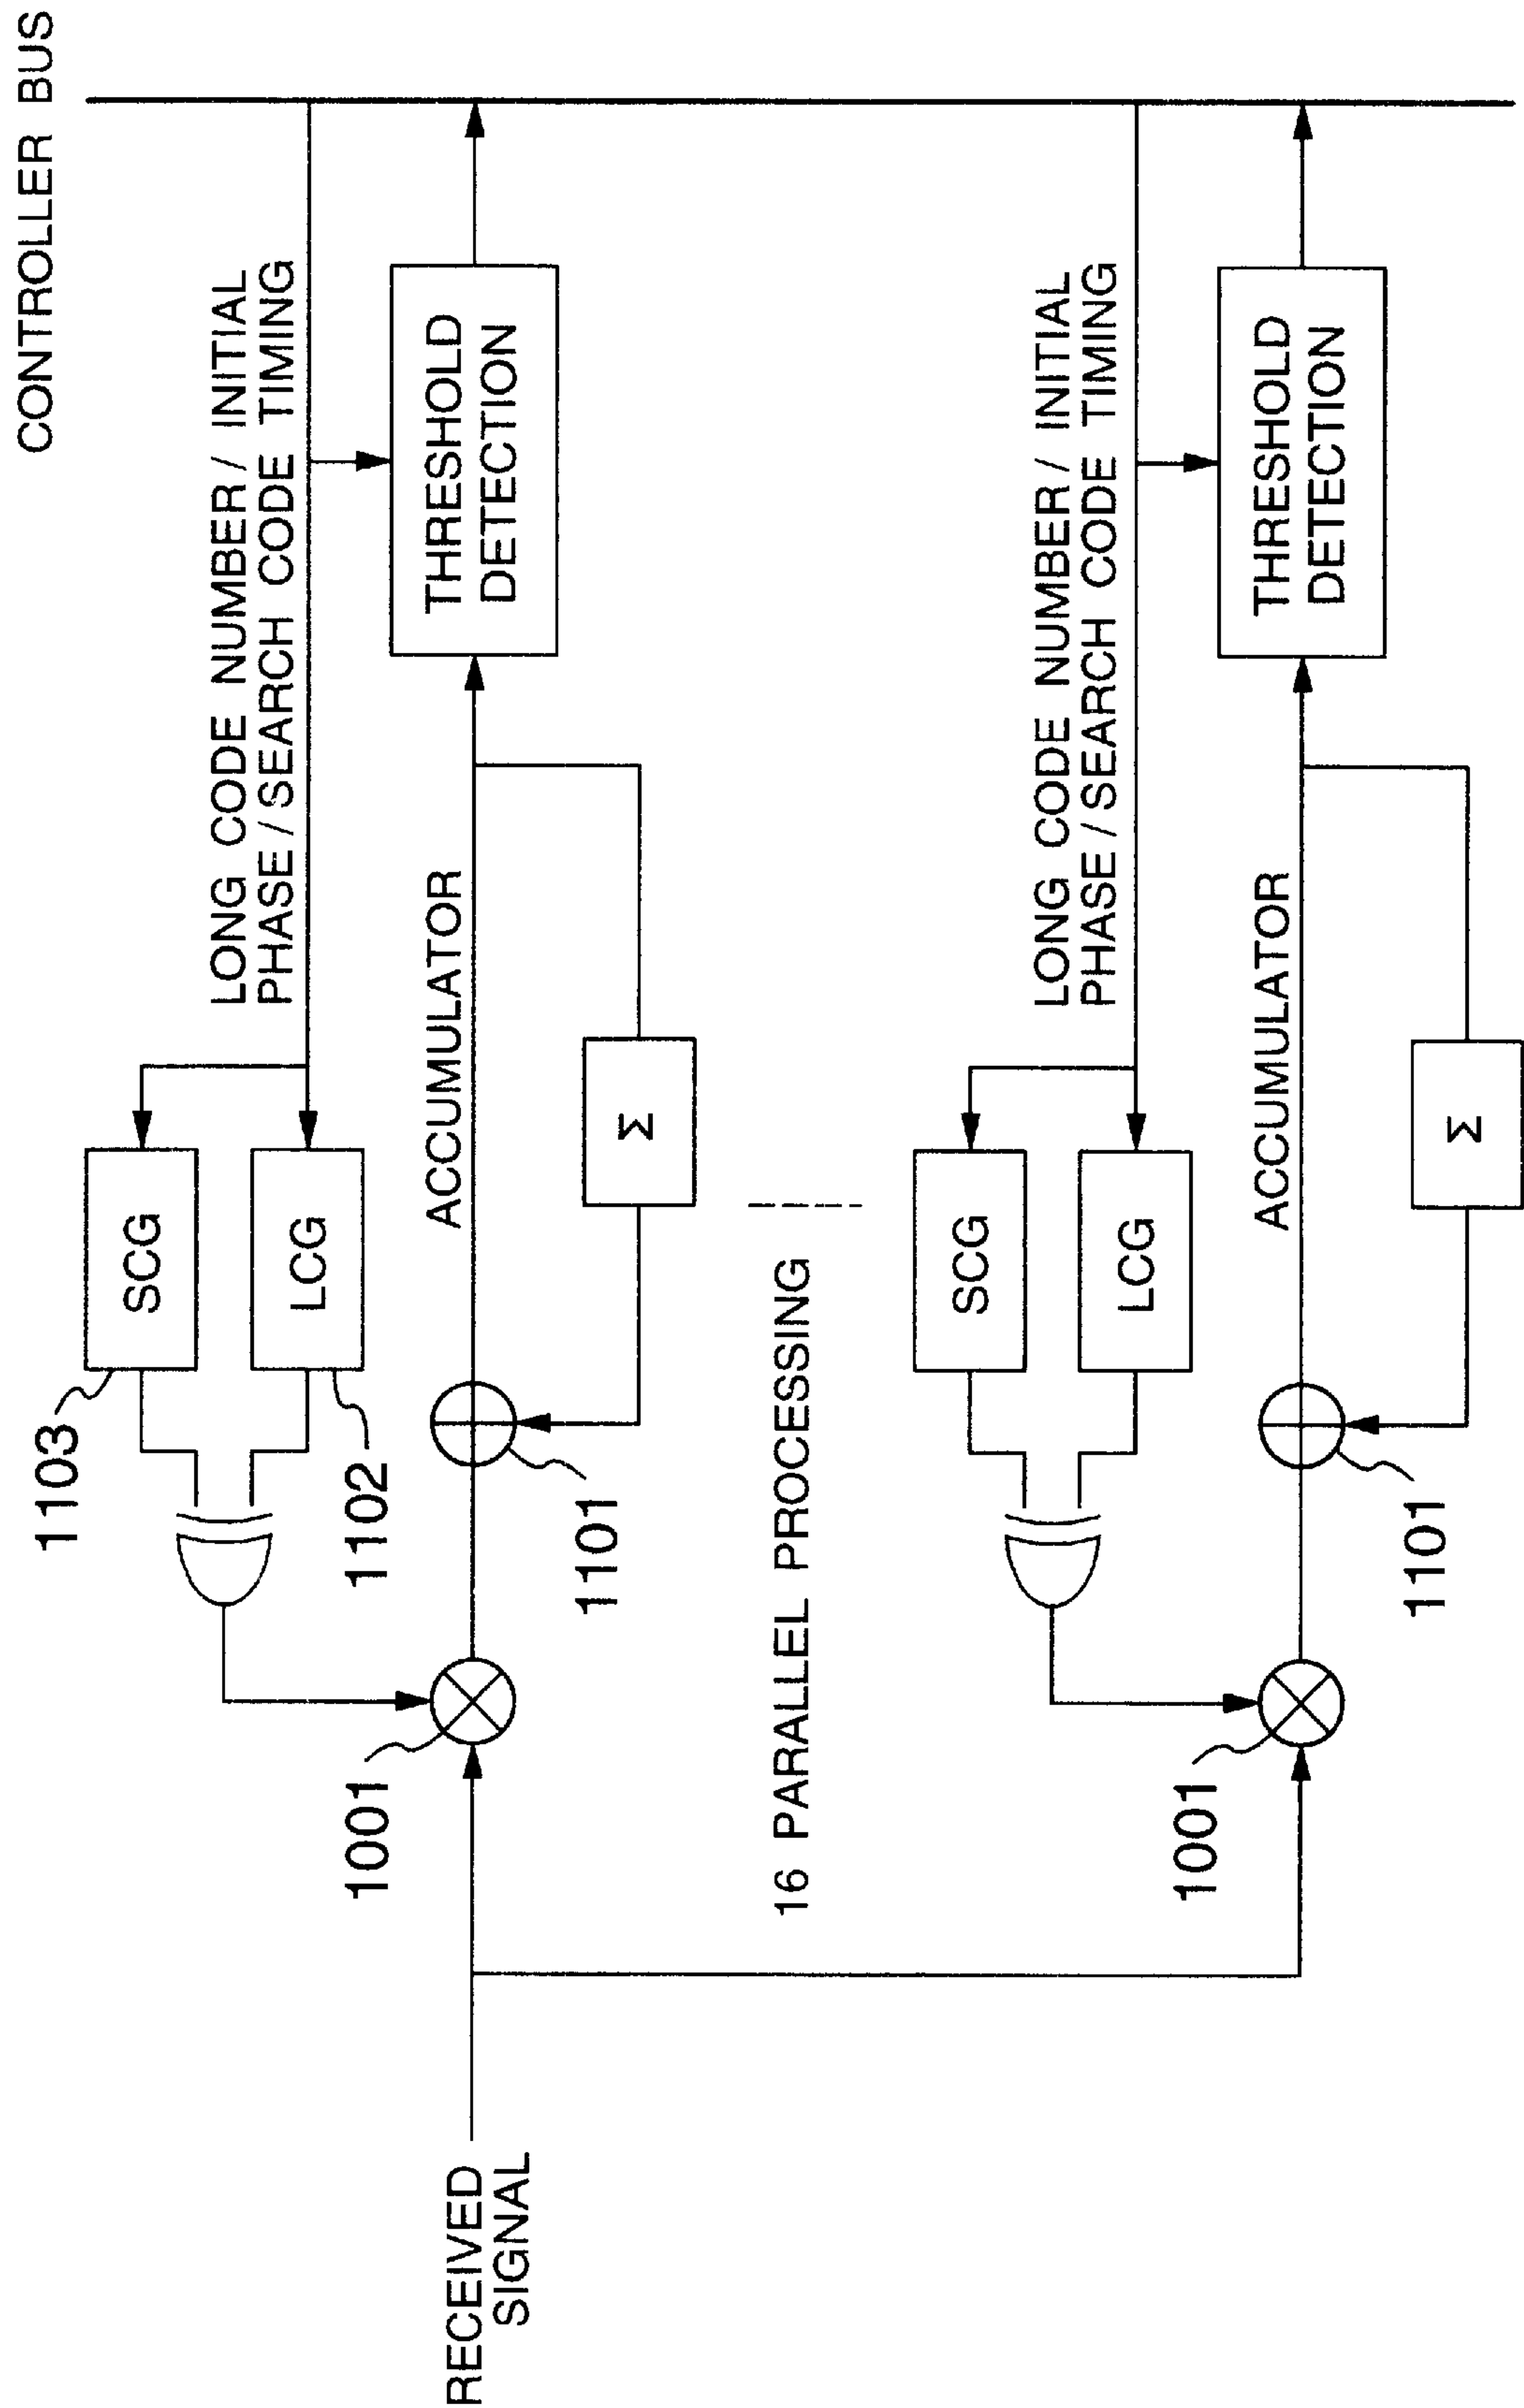 CONTROLLER BUS
LONG CODE NUMBER / INITIAL
PHASE / SEARCH CODE TIMING
1103
SCG
LCG
1102
THRESHOLD
DETECTION
ACCUMULATOR
1001
1101
Σ
RECEIVED
SIGNAL
16 PARALLEL PROCESSING
LONG CODE NUMBER / INITIAL
PHASE / SEARCH CODE TIMING
SCG
LCG
THRESHOLD
DETECTION
ACCUMULATOR
1001
1101
Σ